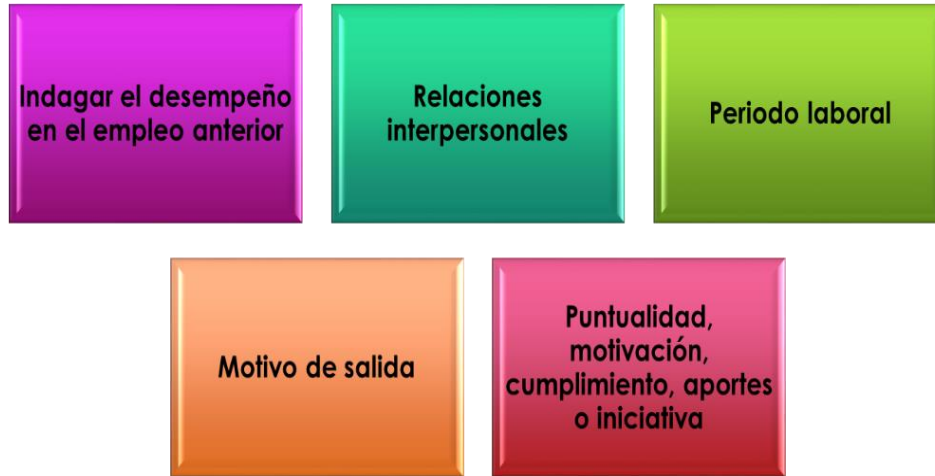 Indagar el desempeño
en el empleo anterior
Relaciones
interpersonales
Periodo laboral
Motivo de salida
Puntualidad,
motivación,
cumplimiento, aportes
o iniciativa